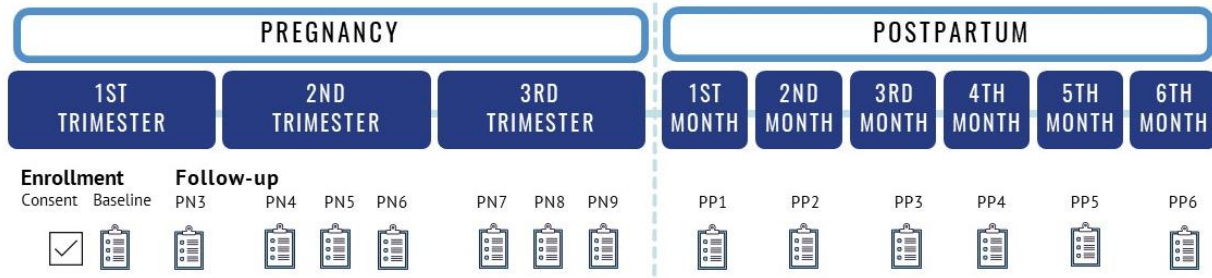 PREGNANCY
POSTPARTUM
1ST
TRIMESTER
2ND
TRIMESTER
3RD
TRIMESTER
1ST
MONTH
2ND
MONTH
3RD
MONTH
4TH
MONTH
5TH
MONTH
6TH
MONTH
Enrollment
Follow-up
Consent Baseline PN3 PN4 PN5 PN6 PN7 PN8 PN9 PP1 PP2 PP3 PP4 PP5 PP6